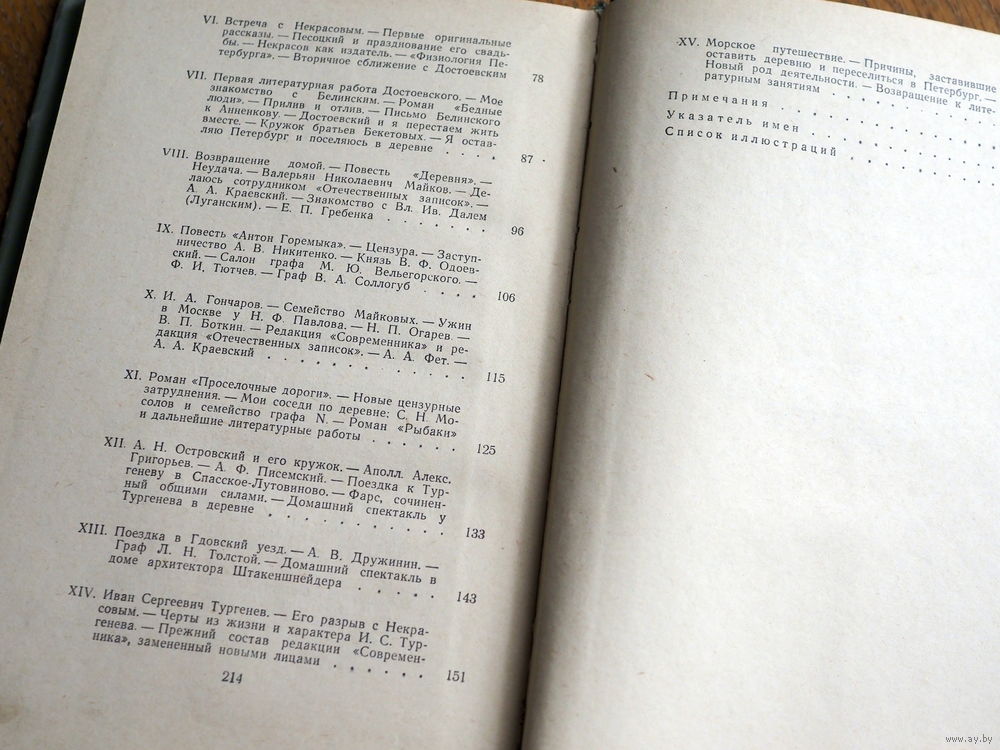 VI. Встреча с Некрасовым. — Первые оригинальные
рассказы. — Песоцкий и празднование его свадь-
бы. — Некрасов как издатель. — «Физиология Пе-
тербурга». — Вторичное сближение с Достоевским 78
VII. Первая литературная работа Достоевского. — Мое
знакомство с Белинским. — Роман «Бедные
люди». — Прилив и отлив. — Письмо Белинского
к Анненкову. — Достоевский и я перестаем жить
вместе. — Кружок братьев Бекетовых. — Я остав-
ляю Петербург и поселяюсь в деревне . . . . 87
VIII. Возвращение домой. — Повесть «Деревня». —
Неудача. — Валерьян Николаевич Майков. — Де-
лаюсь сотрудником «Отечественных записок». —
А. А. Краевский. — Знакомство с Вл. Ив. Далем
(Луганским). — Е. П. Гребенка . . . . . . . 96
IX. Повесть «Антон Горемыка». — Цензура. — Заступ-
ничество А. В. Никитенко. — Князь В. Ф. Одоев-
ский. — Салон графа М. Ю. Вельегорского. —
Ф. И. Тютчев. — Граф В. А. Соллогуб . . . . 106
X. И. А. Гончаров. — Семейство Майковых. — Ужин
в Москве у Н. Ф. Павлова. — Н. П. Огарев. —
В. П. Боткин. — Редакция «Современника» и ре-
дакция «Отечественных записок». — А. А. Фет. —
А. А. Краевский . . . . . . . . . . . . 115
XI. Роман «Проселочные дороги». — Новые цензурные
затруднения. — Мои соседи по деревне: С. Н. Мо-
солов и семейство графа N. — Роман «Рыбаки»
и дальнейшие литературные работы . . . . . . 125
XII. А. Н. Островский и его кружок. — Аполл. Алекс.
Григорьев. — А. Ф. Писемский. — Поездка к Тур-
геневу в Спасское-Лутовиново. — Фарс, сочинен-
ный общими силами. — Домашний спектакль у
Тургенева в деревне . . . . . . . . . . 133
XIII. Поездка в Гдовский уезд. — А. В. Дружинин. —
Граф Л. Н. Толстой. — Домашний спектакль в
доме архитектора Штакеншнейдера . . . . . 143
XIV. Иван Сергеевич Тургенев. — Его разрыв с Некра-
совым. — Черты из жизни и характера И. С. Тур-
генева. — Прежний состав редакции «Современ-
ника», замененный новыми лицами . . . . . . 151
214
XV. Морское путешествие. — Причины, заставившие
оставить деревню и переселиться в Петербург. —
Новый род деятельности. — Возвращение к лите-
ратурным занятиям . . . . . . . . . .
Примечания . . . . . . . . . . . .
Указатель имен . . . . . . . . . .
Список иллюстраций . . . . . . . .
www.ay.by